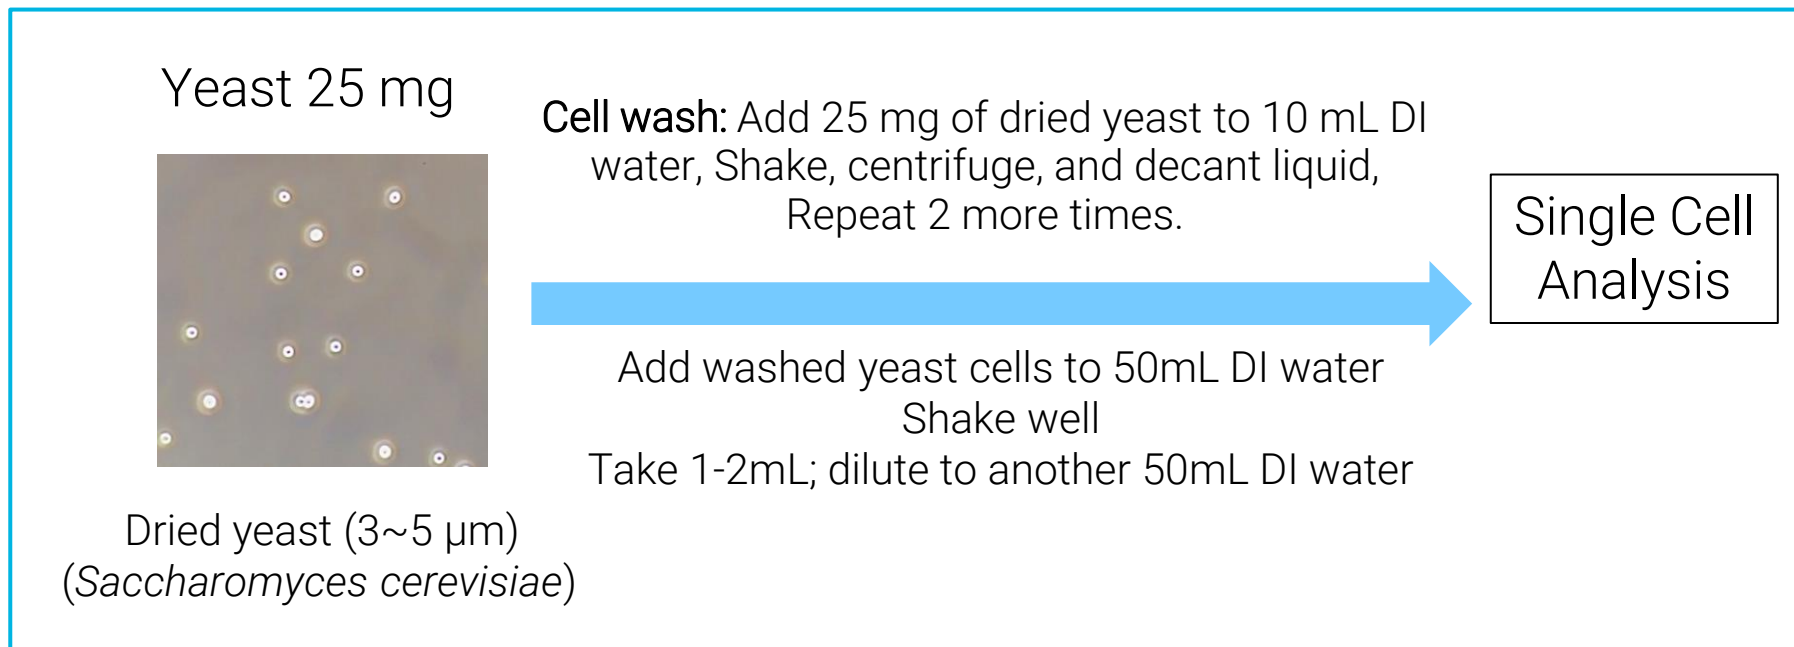 Yeast 25 mg
Cell wash: Add 25 mg of dried yeast to 10 mL DI
water, Shake, centrifuge, and decant liquid,
Repeat 2 more times.
Single Cell
Analysis
Add washed yeast cells to 50mL DI water
Shake well
Take 1-2mL; dilute to another 50mL DI water
Dried yeast (3~5 µm)
(Saccharomyces cerevisiae)